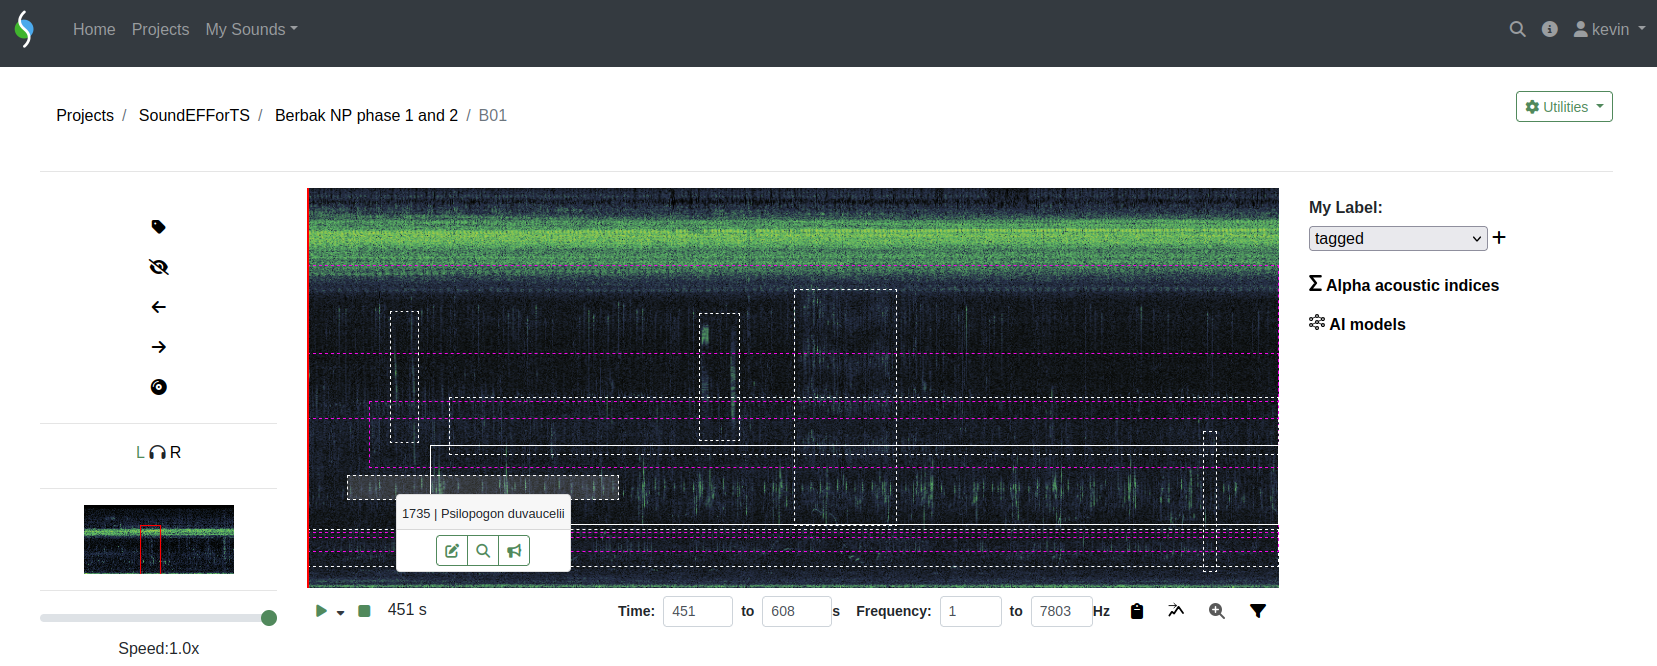 Home Projects My Sounds kevin
Projects / SoundEFForTS / Berbak NP phase 1 and 2 / B01
Utilities
My Label:
tagged
Alpha acoustic indices
AI models
L R
1735 | Psilopogon duvaucelii
451 s Time: 451 to 608 s Frequency: 1 to 7803 Hz
Speed:1.0x